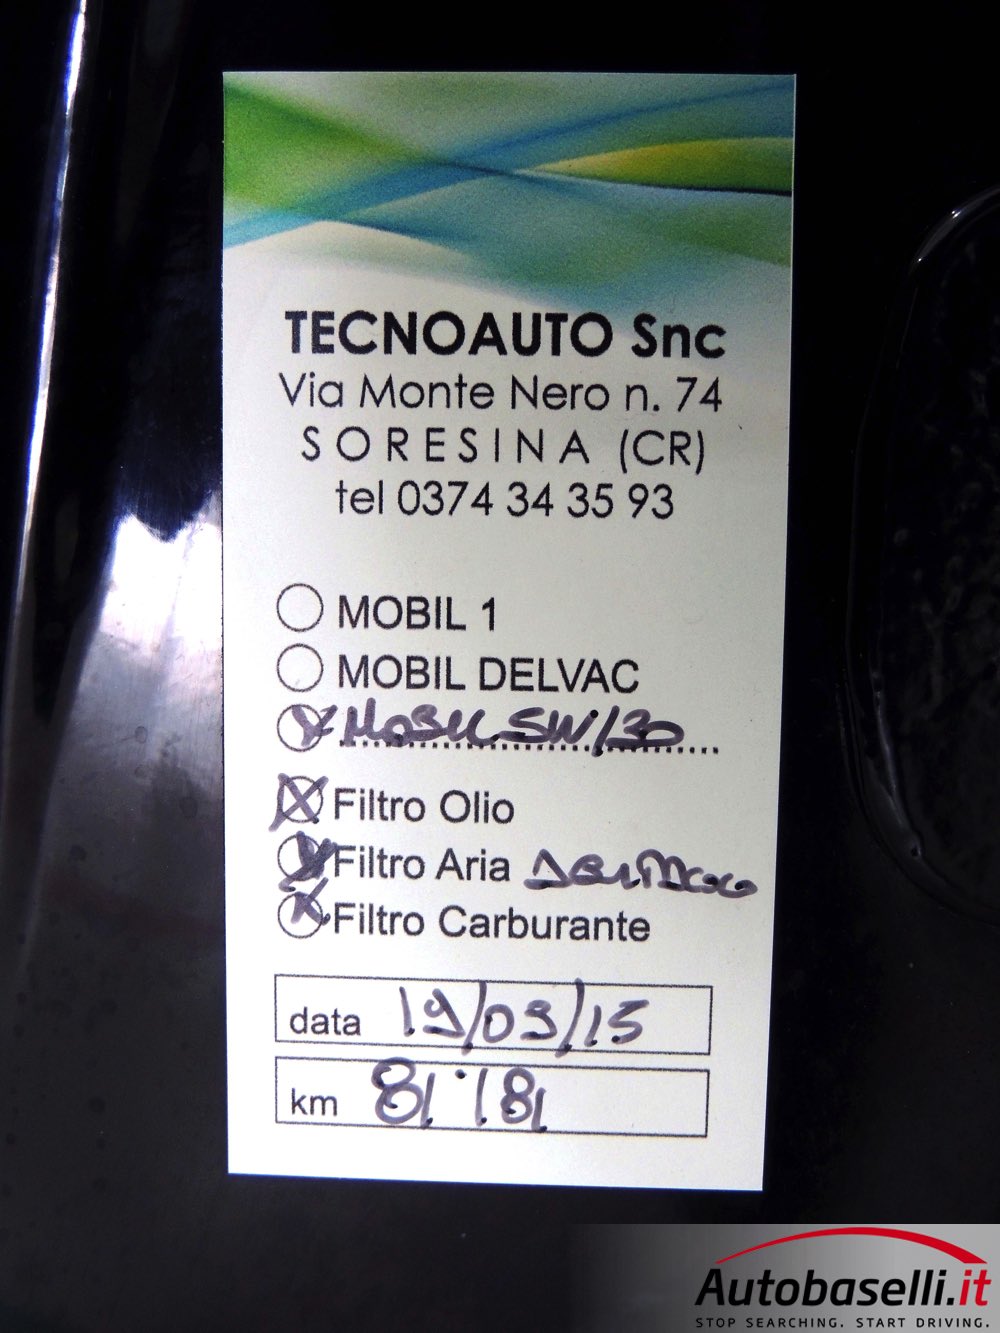 TECNOAUTO Snc
Via Monte Nero n. 74
SORESINA (CR)
tel 0374 34 35 93
MOBIL 1
MOBIL DELVAC
MOBIL 5W/30
Filtro Olio
Filtro Aria
Filtro Carburante
data 19/03/15
km 81.181
Autobaselli.it
STOP SEARCHING. START DRIVING.